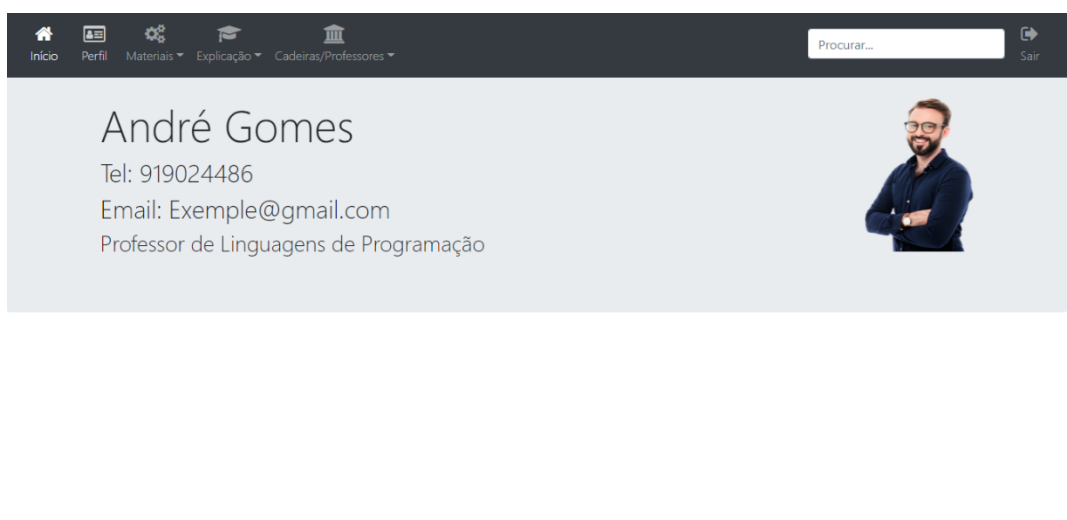 Início Perfil Materiais Explicação Cadeiras/Professores Procurar... Sair
André Gomes
Tel: 919024486
Email: Exemple@gmail.com
Professor de Linguagens de Programação